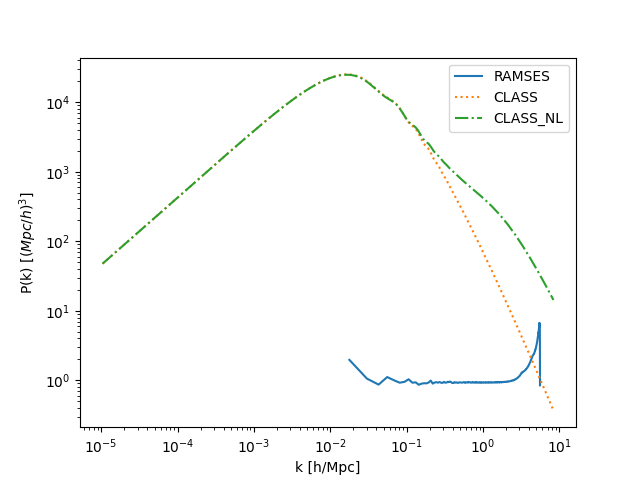 RAMSES
CLASS
CLASS_NL
P(k) [(Mpc/h)³]
10⁴
10³
10²
10¹
10⁰
10⁻⁵
10⁻⁴
10⁻³
10⁻²
10⁻¹
10⁰
10¹
k [h/Mpc]